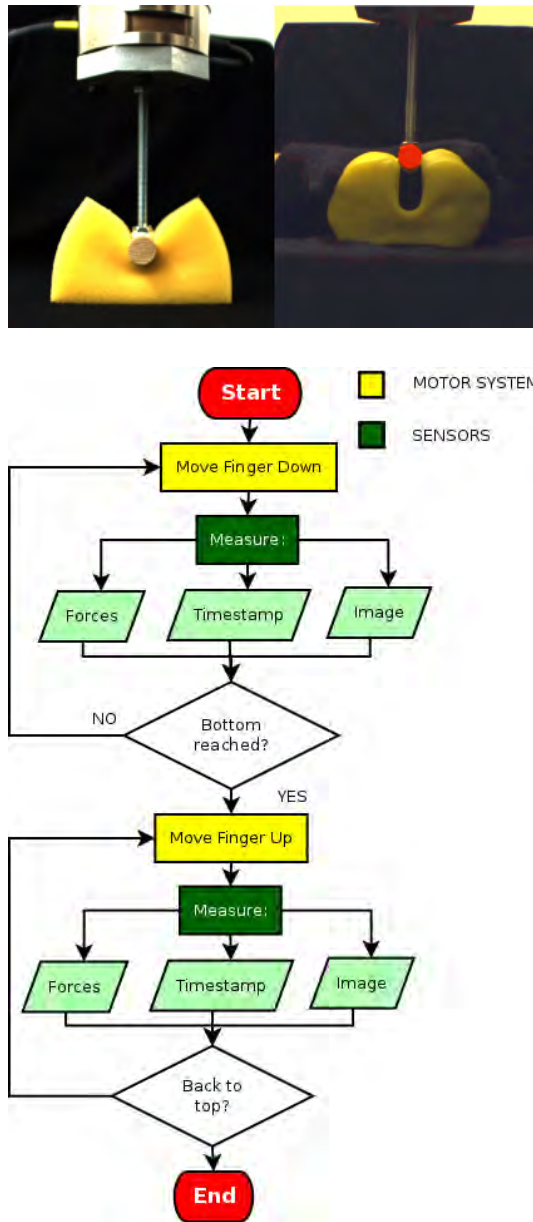 Start
MOTOR SYSTEM
Move Finger Down
SENSORS
Measure:
Forces
Timestamp
Image
NO
Bottom
reached?
YES
Move Finger Up
Measure:
Forces
Timestamp
Image
Back to
top?
End